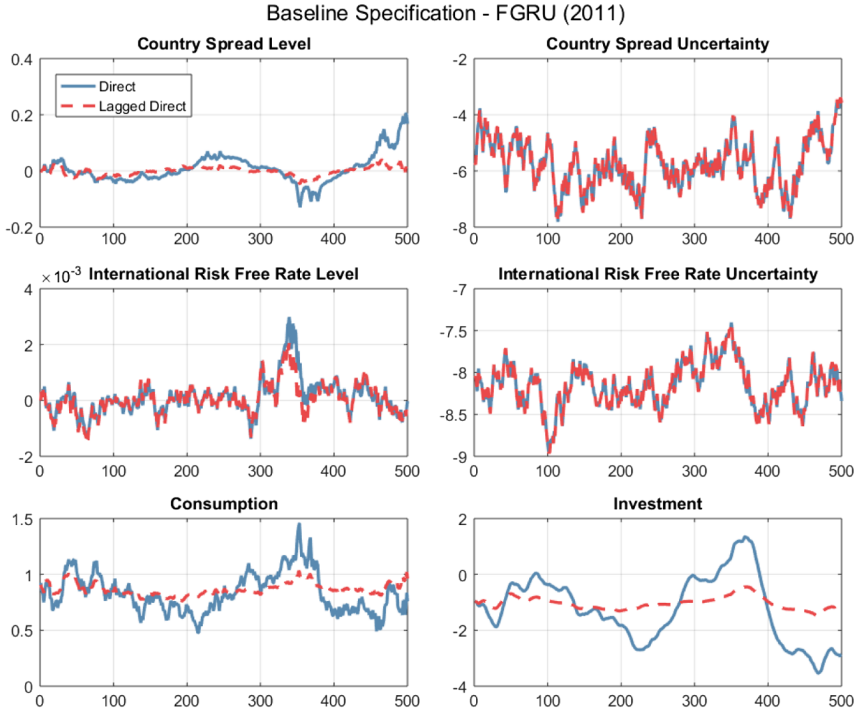 Baseline Specification - FGRU (2011)
Country Spread Level
0.4
0.2
0
-0.2
0 100 200 300 400 500
Direct
Lagged Direct
Country Spread Uncertainty
-2
-4
-6
-8
0 100 200 300 400 500
×10⁻³ International Risk Free Rate Level
4
2
0
-2
0 100 200 300 400 500
International Risk Free Rate Uncertainty
-7
-7.5
-8
-8.5
-9
0 100 200 300 400 500
Consumption
1.5
1
0.5
0
0 100 200 300 400 500
Investment
2
0
-2
-4
0 100 200 300 400 500